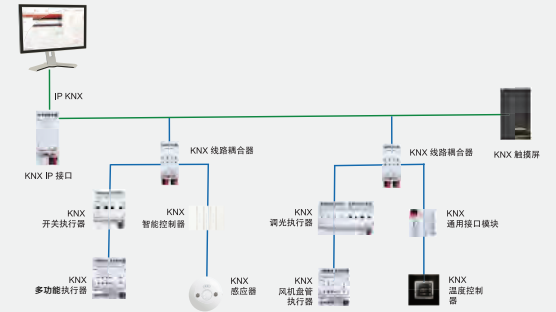 IP KNX
KNX IP 接口
KNX 线路耦合器
KNX 线路耦合器
KNX 触摸屏
KNX
开关执行器
KNX
智能控制器
KNX
调光执行器
KNX
通用接口模块
KNX
多功能执行器
KNX
感应器
KNX
风机盘管
执行器
KNX
温度控制
器